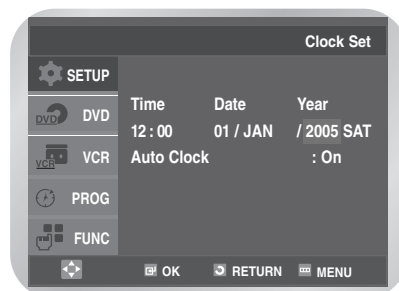 Clock Set
SETUP
DVD DVD
VCR VCR
PROG
FUNC
Time Date Year
12 : 00 01 / JAN / 2005 SAT
Auto Clock : On
OK RETURN MENU